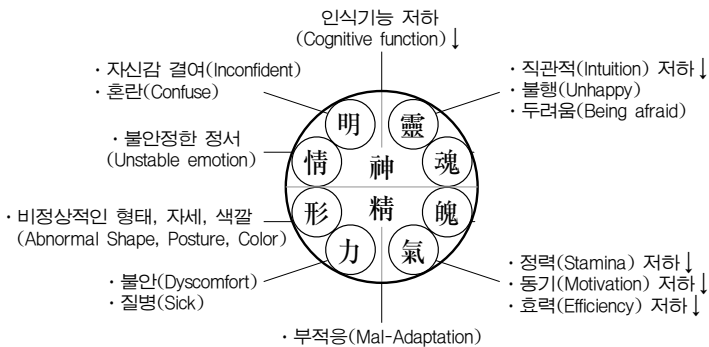 인식기능 저하
(Cognitive function)↓
· 자신감 결여(Inconfident)
· 혼란(Confuse)
· 직관적(Intuition) 저하↓
· 불행(Unhappy)
· 두려움(Being afraid)
明
靈
· 불안정한 정서
(Unstable emotion)
情
神
魂
形
精
魄
· 비정상적인 형태, 자세, 색깔
(Abnormal Shape, Posture, Color)
力
氣
· 불안(Dyscomfort)
· 질병(Sick)
· 정력(Stamina) 저하↓
· 동기(Motivation) 저하↓
· 효력(Efficiency) 저하↓
· 부적응(Mal-Adaptation)